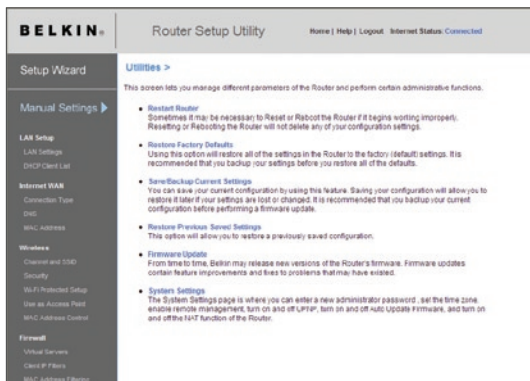 BELKIN®
Router Setup Utility
Home | Help | Logout Internet Status: Connected
Setup Wizard
Manual Settings
LAN Setup
LAN Settings
DHCP Client List
Internet WAN
Connection Type
DNS
MAC Address
Wireless
Channel and SSID
Security
Wi-Fi Protected Setup
Use as Access Point
MAC Address Control
Firewall
Virtual Servers
Client IP Filters
MAC Address Filtering
Utilities >
This screen lets you manage different parameters of the Router and perform certain administrative functions.
Restart Router
Sometimes it may be necessary to Reset or Reboot the Router if it begins working improperly.
Resetting or Rebooting the Router will not delete any of your configuration settings.
Restore Factory Defaults
Using this option will restore all of the settings in the Router to the factory (default) settings. It is
recommended that you backup your settings before you restore all of the defaults.
Save/Backup Current Settings
You can save your current configuration by using this feature. Saving your configuration will allow you to
restore it later if your settings are lost or changed. It is recommended that you backup your current
configuration before performing a firmware update.
Restore Previous Saved Settings
This option will allow you to restore a previously saved configuration.
Firmware Update
From time to time, Belkin may release new versions of the Router's firmware. Firmware updates
contain feature improvements and fixes to problems that may have existed.
System Settings
The System Settings page is where you can enter a new administrator password, set the time zone,
enable remote management, turn on and off UPNP, turn on and off Auto Update Firmware, and turn on
and off the NAT function of the Router.